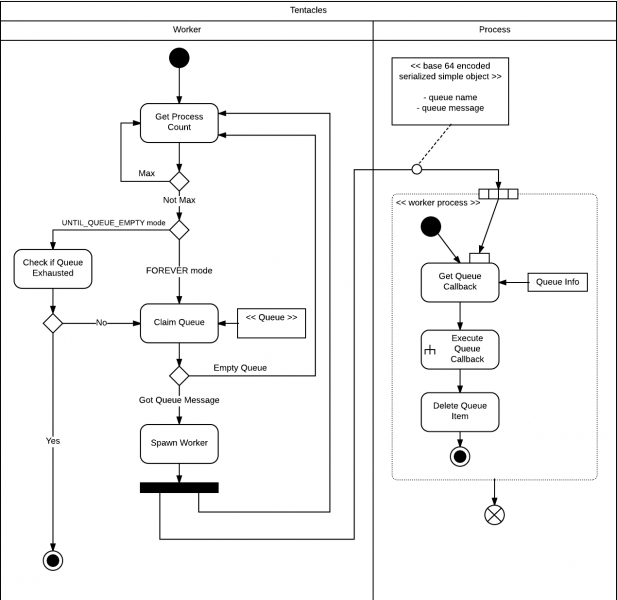 Tentacles
Worker
Process
<< base 64 encoded
serialized simple object >>
- queue name
- queue message
Get Process
Count
Max
Not Max
UNTIL_QUEUE_EMPTY mode
<< worker process >>
Check if Queue
Exhausted
FOREVER mode
Get Queue
Callback
Queue Info
No
Claim Queue
<< Queue >>
Execute
Queue
Callback
Empty Queue
Got Queue Message
Delete Queue
Item
Yes
Spawn Worker